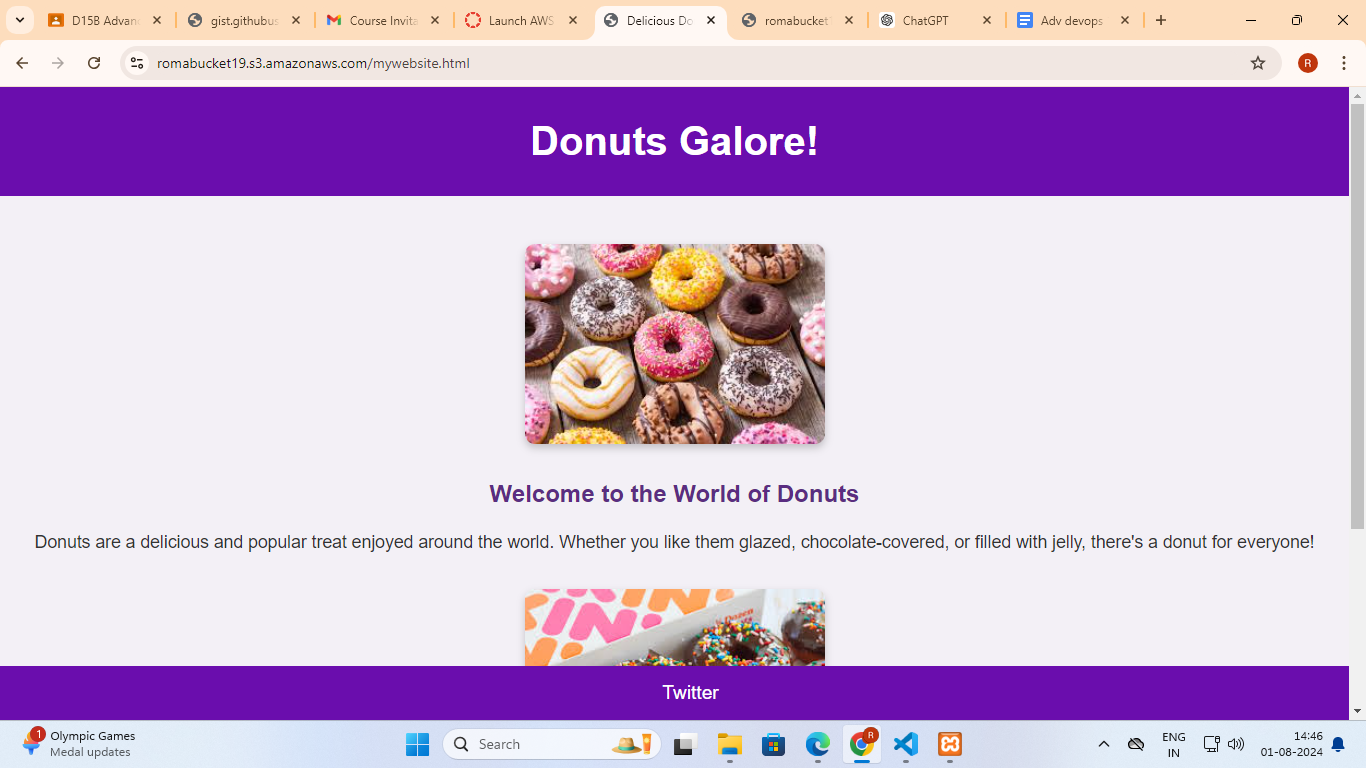 D15B Advan
gist.githubus
Course Invita
Launch AWS
Delicious Do
romabucket1
ChatGPT
Adv devops
romabucket19.s3.amazonaws.com/mywebsite.html
R
Donuts Galore!
Welcome to the World of Donuts
Donuts are a delicious and popular treat enjoyed around the world. Whether you like them glazed, chocolate-covered, or filled with jelly, there's a donut for everyone!
Dozen
Twitter
1
Olympic Games
Medal updates
Search
R
ENG
IN
14:46
01-08-2024